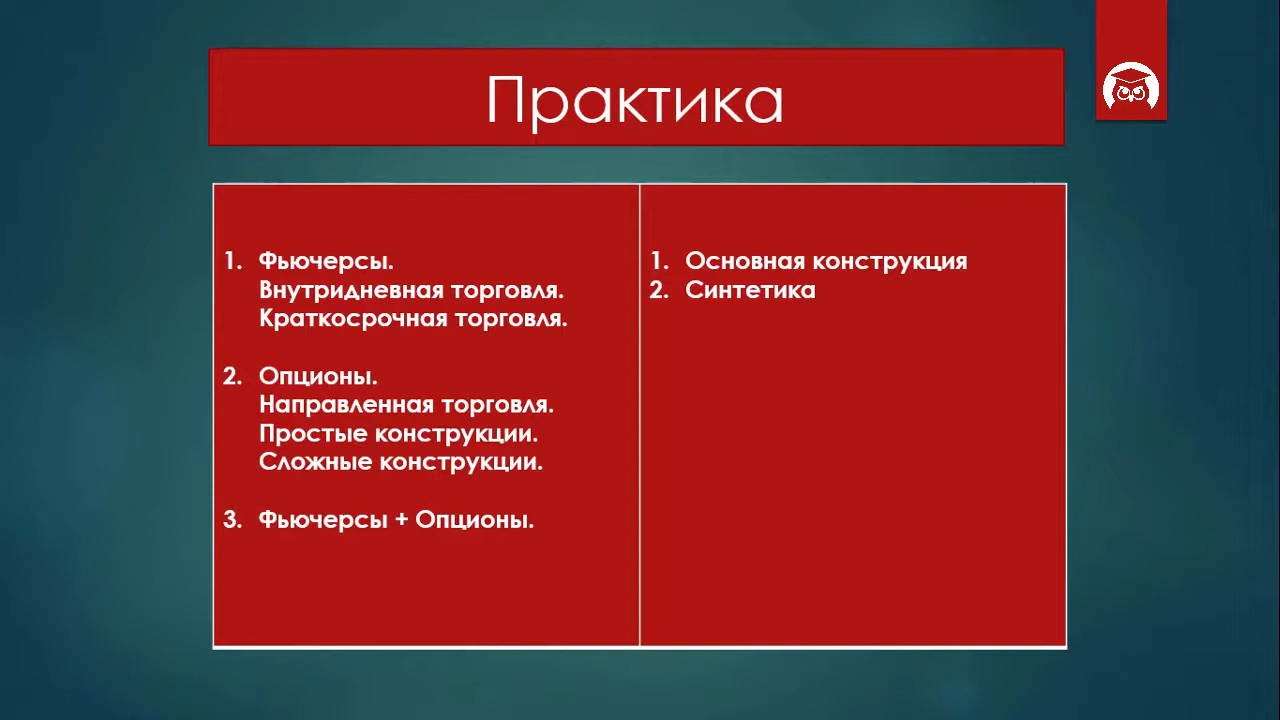 Практика
1. Фьючерсы.
Внутридневная торговля.
Краткосрочная торговля.
2. Опционы.
Направленная торговля.
Простые конструкции.
Сложные конструкции.
3. Фьючерсы + Опционы.
1. Основная конструкция
2. Синтетика